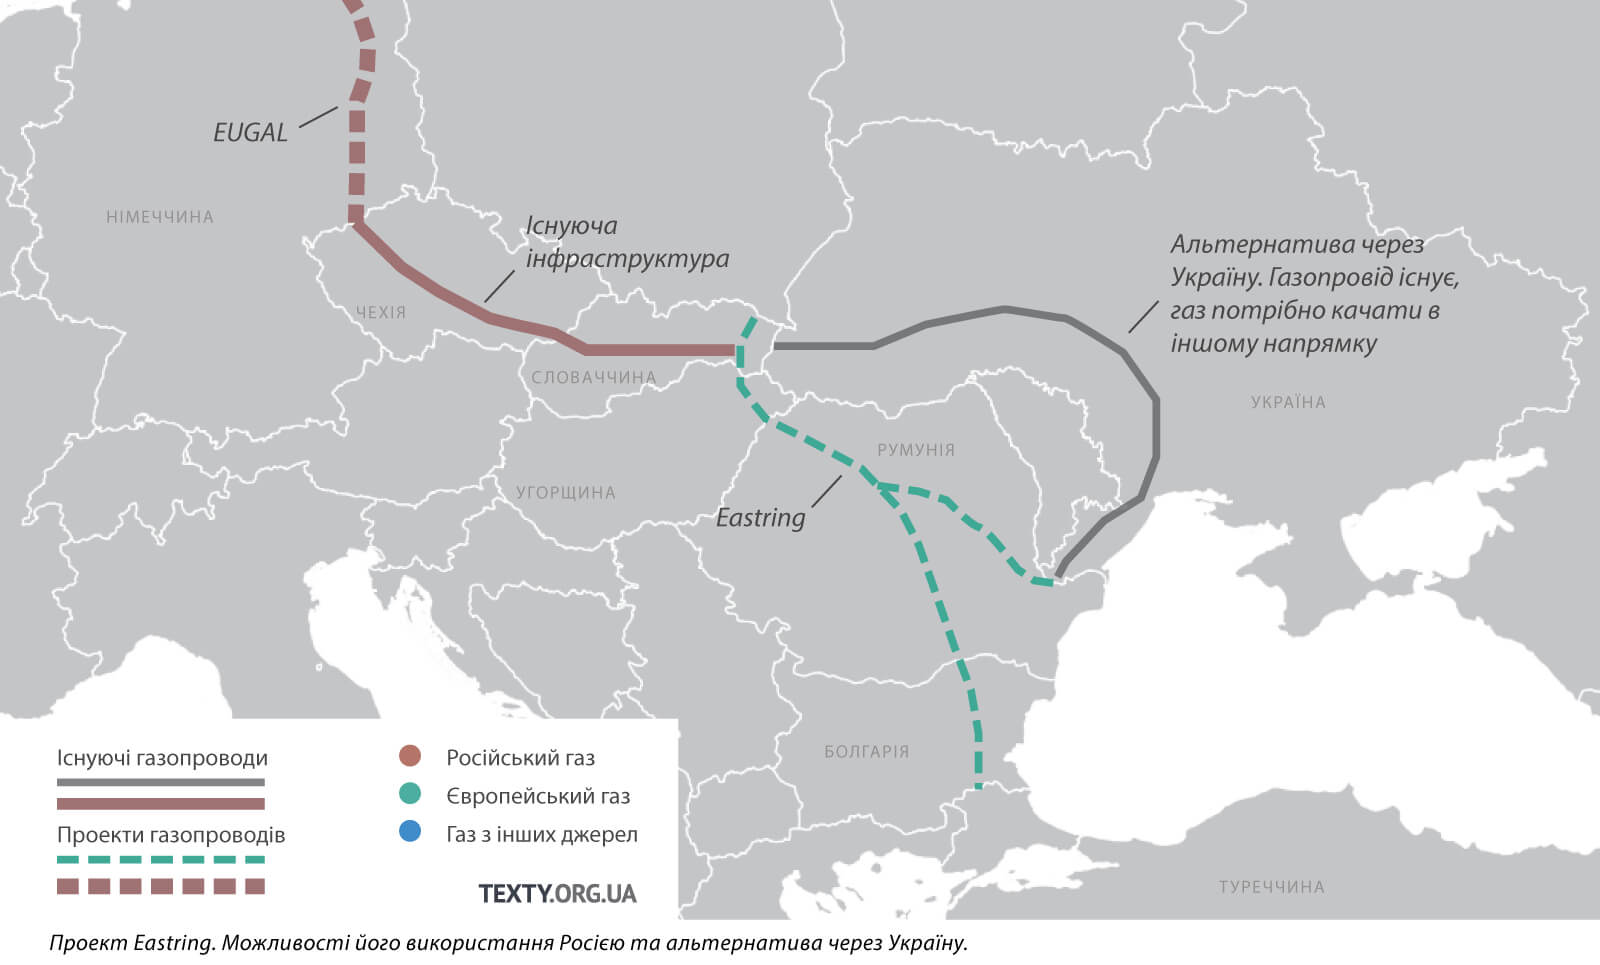 EUGAL
НІМЕЧЧИНА
Існуюча
інфраструктура
Альтернатива через
Україну. Газопровід існує,
газ потрібно качати в
іншому напрямку
ЧЕХІЯ
СЛОВАЧЧИНА
УКРАЇНА
РУМУНІЯ
УГОРЩИНА
Eastring
БОЛГАРІЯ
ТУРЕЧЧИНА
Існуючі газопроводи
Проекти газопроводів
Російський газ
Європейський газ
Газ з інших джерел
TEXTY.ORG.UA
Проект Eastring. Можливості його використання Росією та альтернатива через Україну.